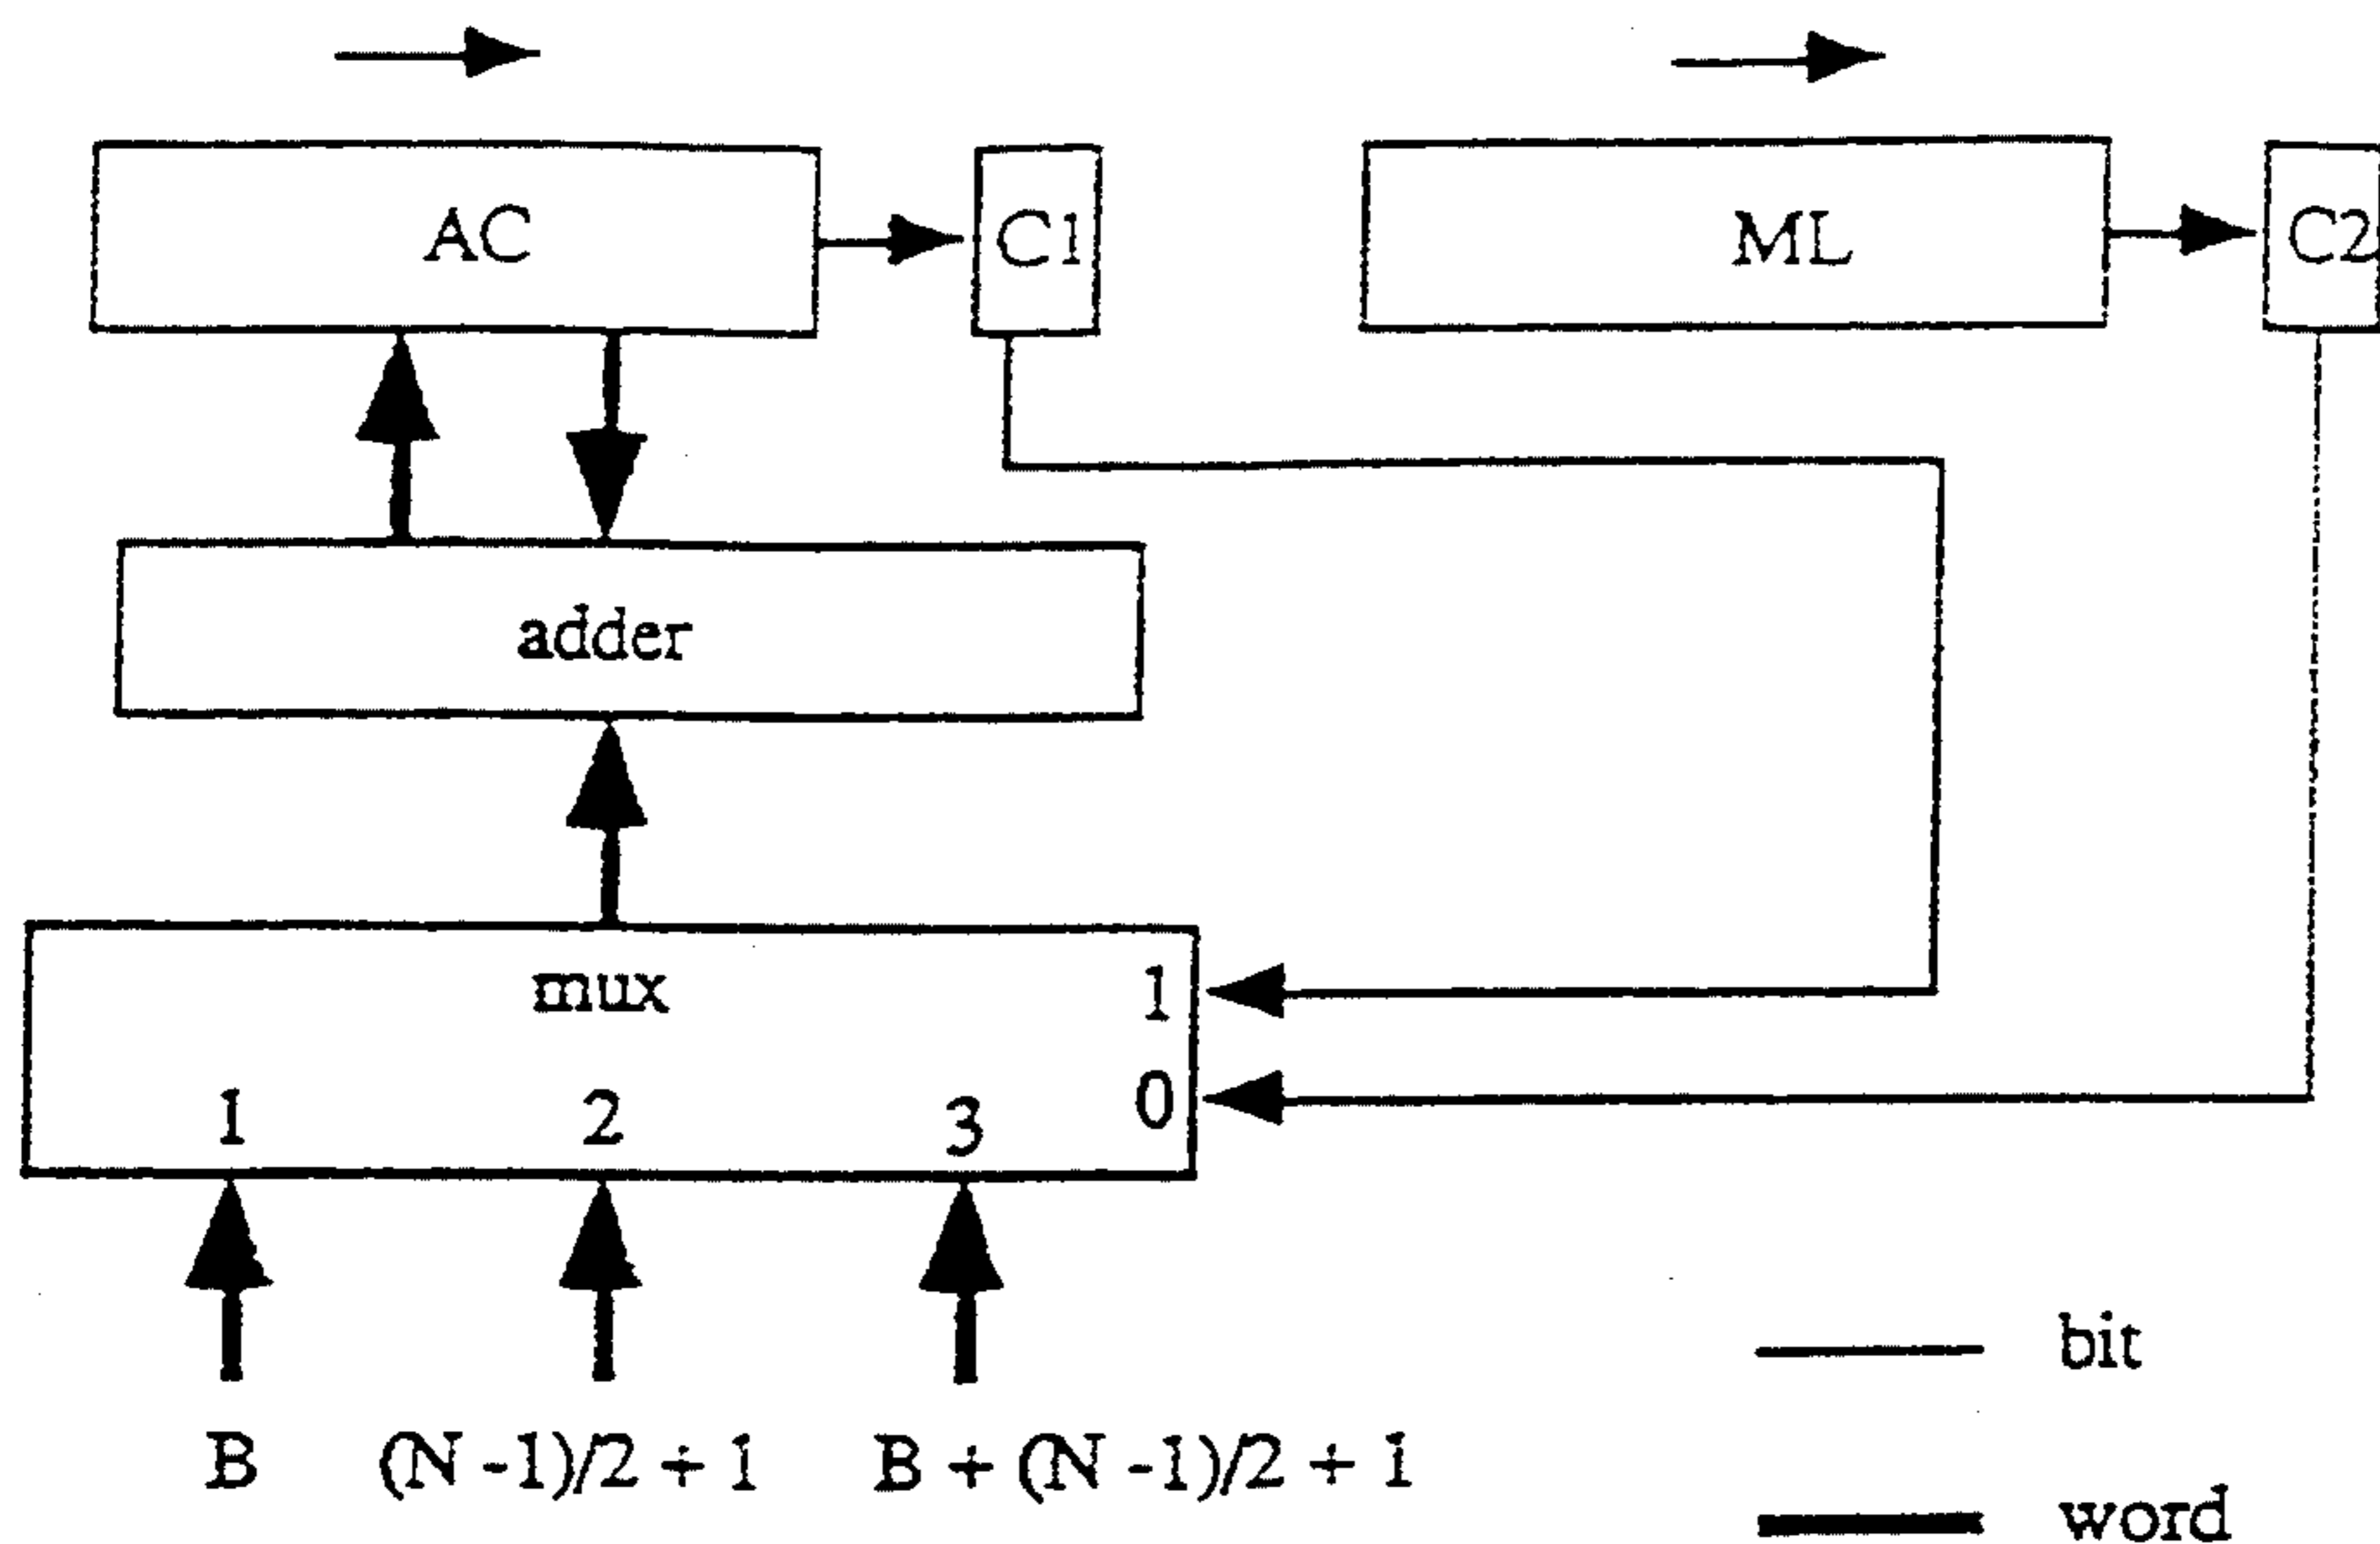 AC
C1
ML
C2
adder
mux
1
0
1
2
3
B
(N -1)/2 + 1
B + (N -1)/2 + 1
bit
word